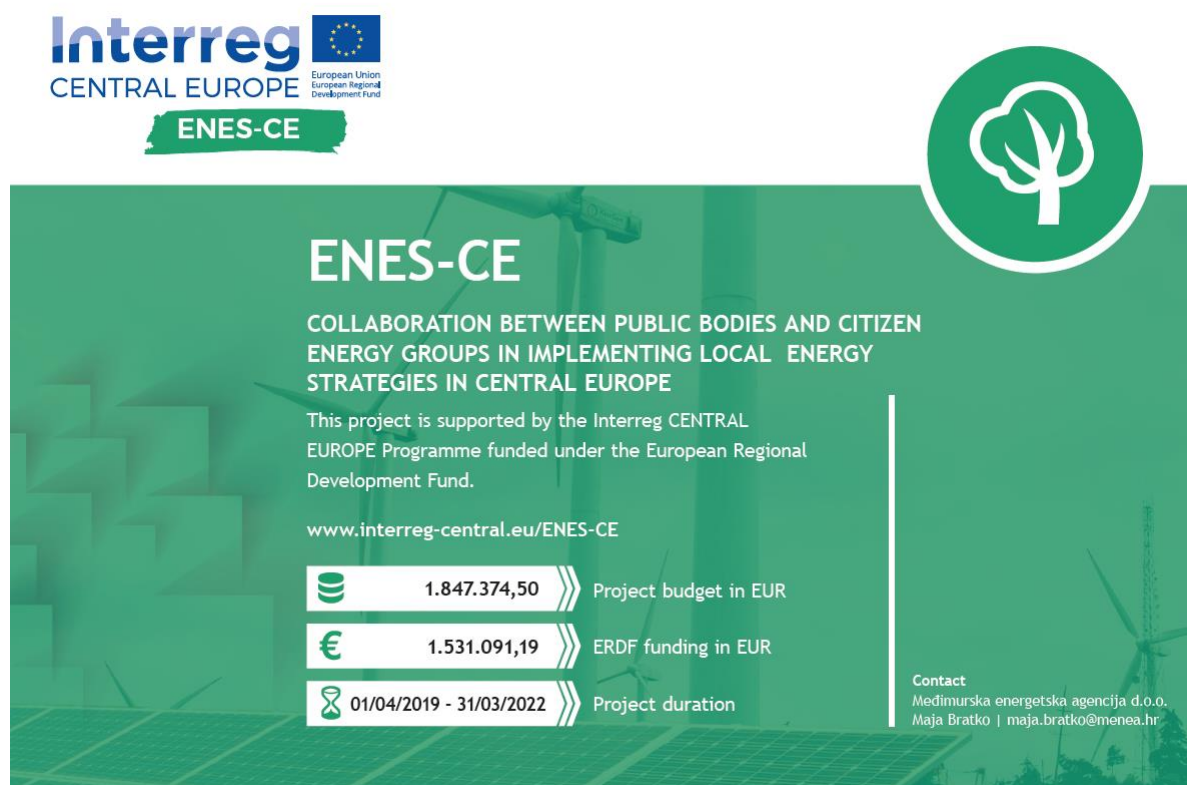 Interreg
CENTRAL EUROPE
European Union
European Regional
Development Fund
ENES-CE
ENES-CE
COLLABORATION BETWEEN PUBLIC BODIES AND CITIZEN
ENERGY GROUPS IN IMPLEMENTING LOCAL ENERGY
STRATEGIES IN CENTRAL EUROPE
This project is supported by the Interreg CENTRAL
EUROPE Programme funded under the European Regional
Development Fund.
www.interreg-central.eu/ENES-CE
1.847.374,50 Project budget in EUR
€ 1.531.091,19 ERDF funding in EUR
01/04/2019 - 31/03/2022 Project duration
Contact
Međimurska energetska agencija d.o.o.
Maja Bratko | maja.bratko@menea.hr